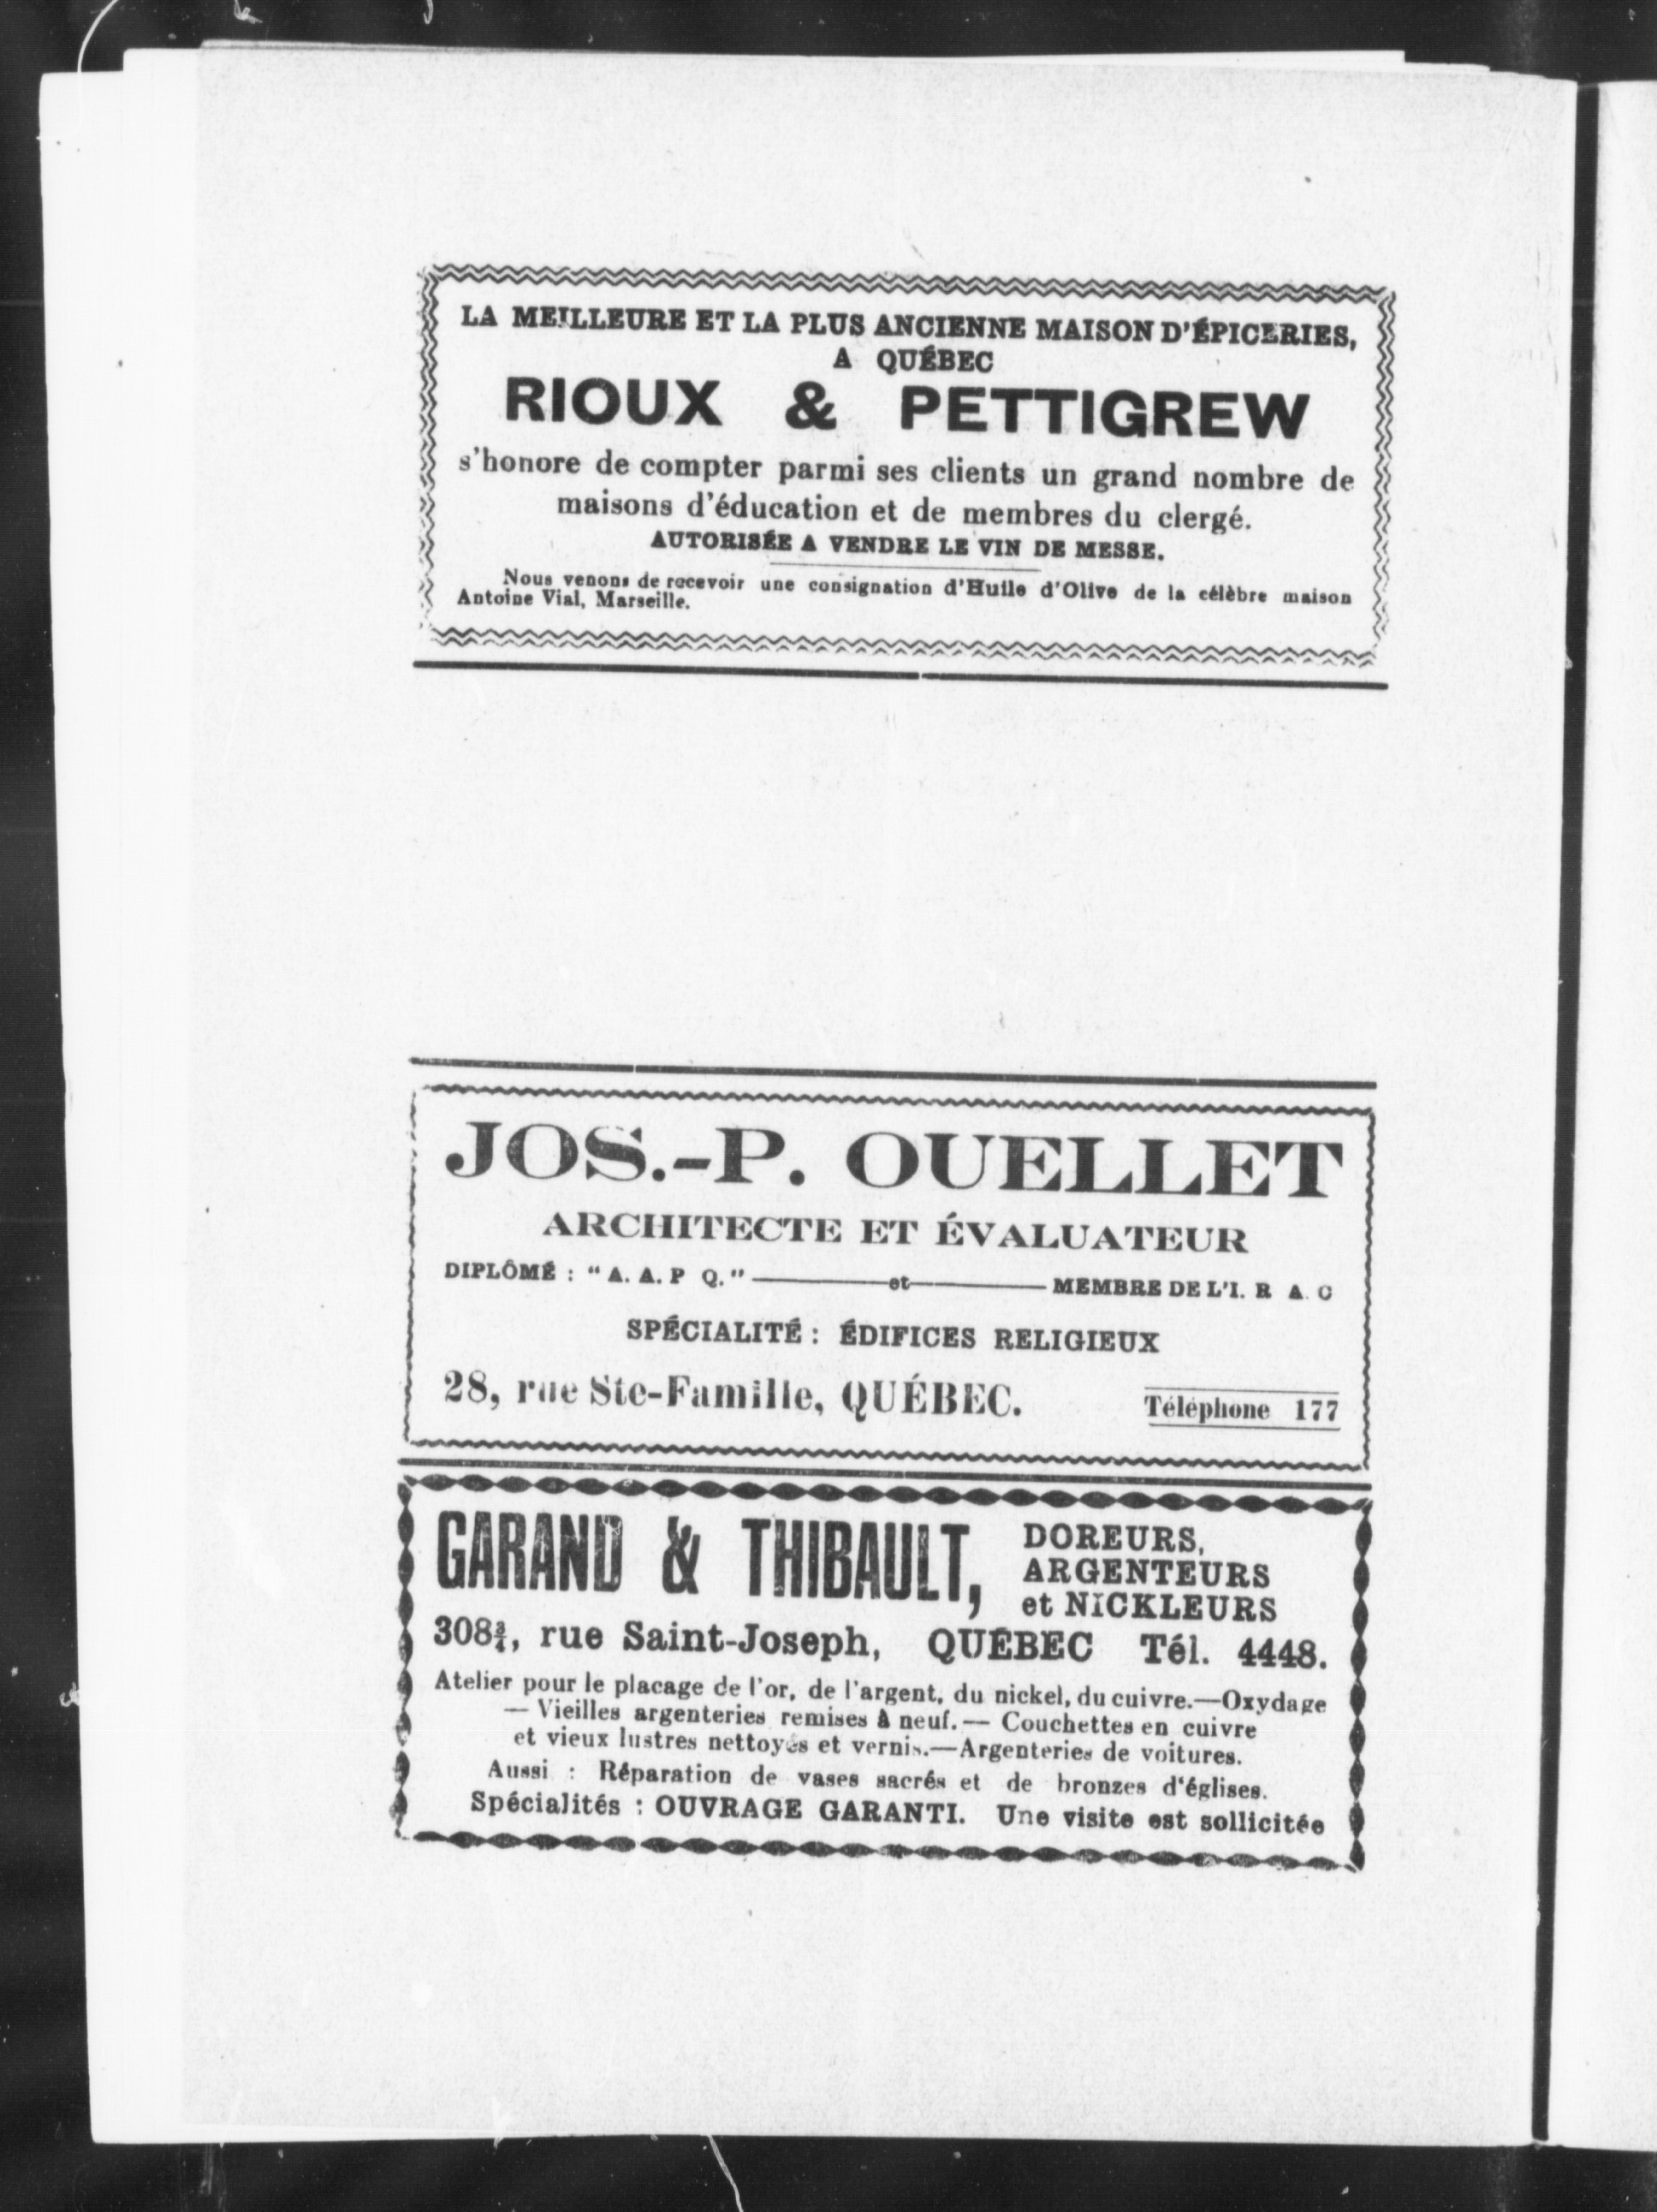 LA MEILLEURE ET LA PLUS ANCIENNE MAISON D'ÉPICERIES,
A QUÉBEC
RIOUX & PETTIGREW
s'honore de compter parmi ses clients un grand nombre de
maisons d'éducation et de membres du clergé.
AUTORISÉE A VENDRE LE VIN DE MESSE.
Nous venons de recevoir une consignation d'Huile d'Olive de la célèbre maison
Antoine Vial, Marseille.
JOS.-P. OUELLET
ARCHITECTE ET ÉVALUATEUR
DIPLÔMÉ : "A. A. P Q."——et——MEMBRE DE L'I. R A. C
SPÉCIALITÉ : ÉDIFICES RELIGIEUX
28, rue Ste-Famille, QUÉBEC. Téléphone 177
GARAND & THIBAULT, DOREURS,
ARGENTEURS
et NICKLEURS
308¾, rue Saint-Joseph, QUÉBEC Tél. 4448.
Atelier pour le placage de l'or, de l'argent, du nickel, du cuivre.—Oxydage
— Vieilles argenteries remises à neuf. — Couchettes en cuivre
et vieux lustres nettoyés et vernis.—Argenteries de voitures.
Aussi : Réparation de vases sacrés et de bronzes d'églises.
Spécialités : OUVRAGE GARANTI. Une visite est sollicitée